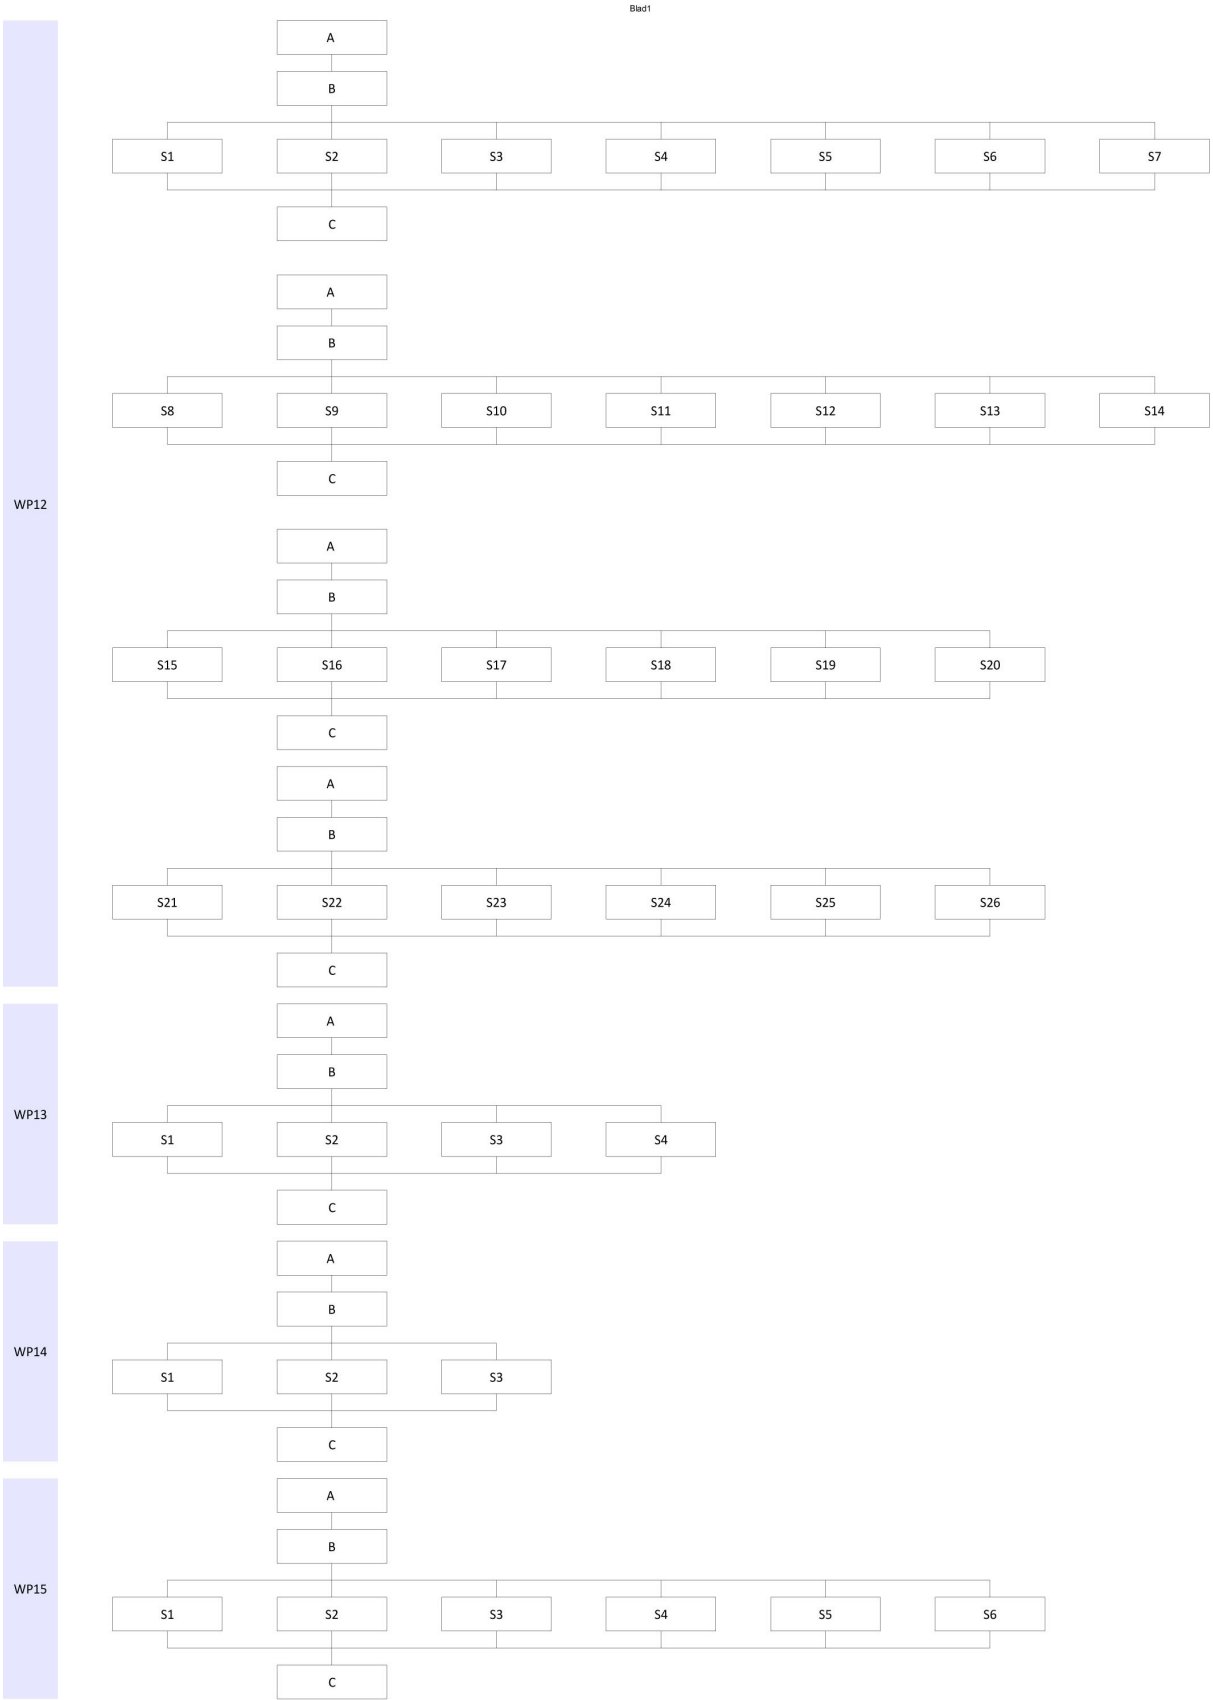 Blad1
A
B
S1 S2 S3 S4 S5 S6 S7
C
A
B
S8 S9 S10 S11 S12 S13 S14
C
WP12
A
B
S15 S16 S17 S18 S19 S20
C
A
B
S21 S22 S23 S24 S25 S26
C
A
B
WP13
S1 S2 S3 S4
C
A
B
WP14
S1 S2 S3
C
A
B
WP15
S1 S2 S3 S4 S5 S6
C